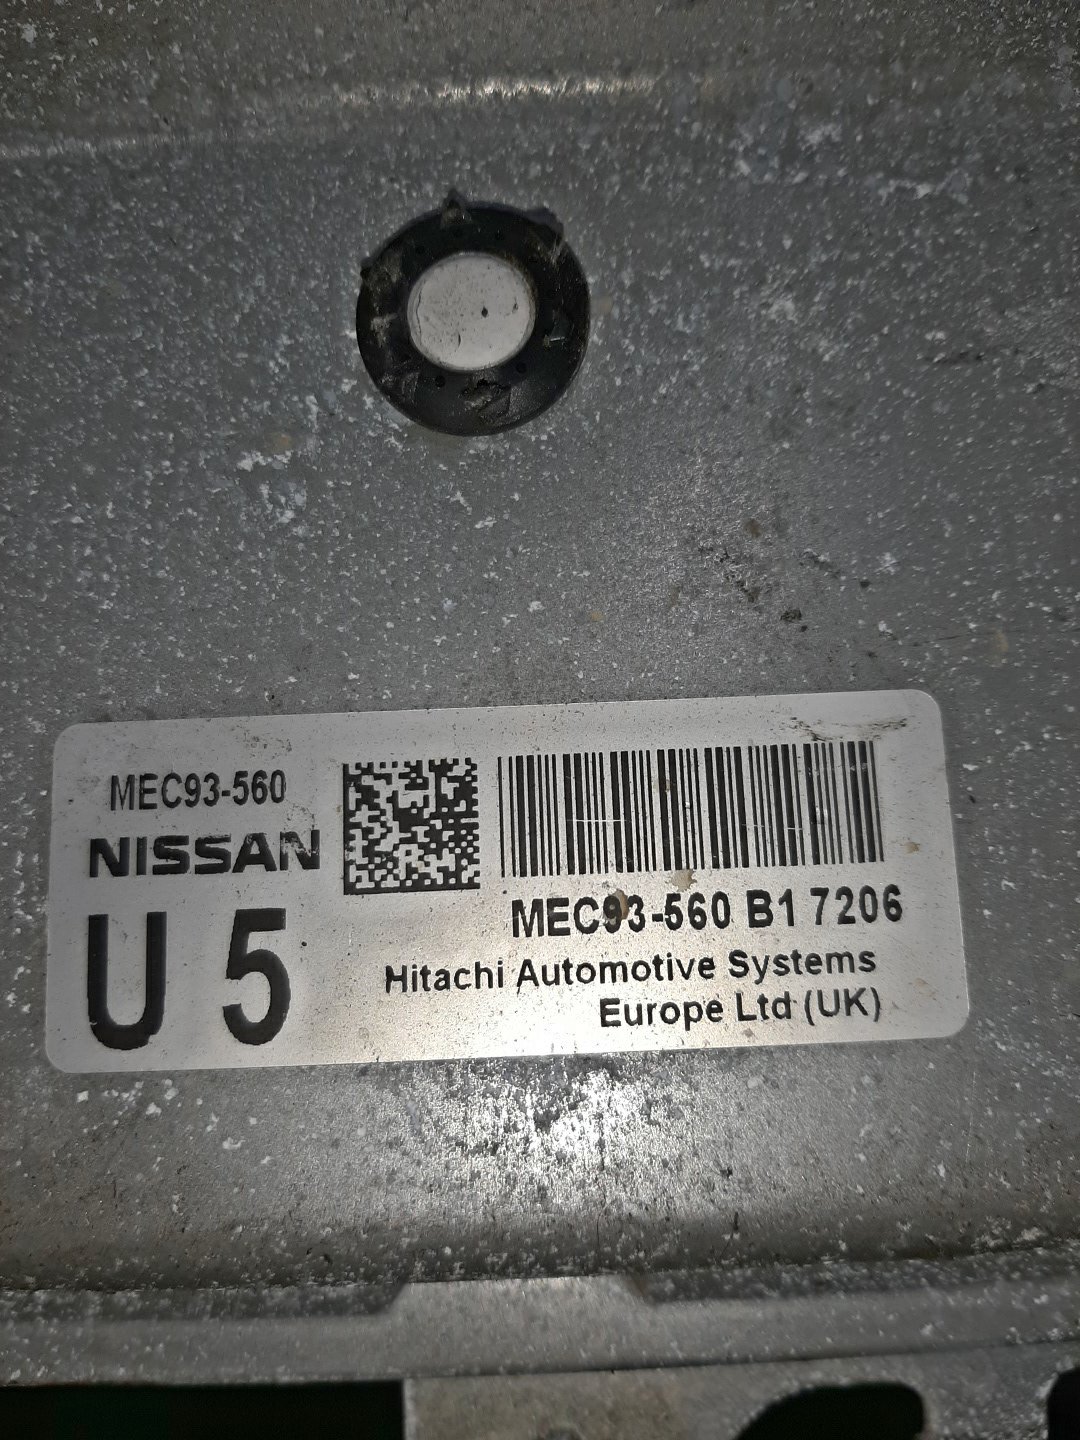 MEC93-560
NISSAN
U 5
MEC93-560 B1 7206
Hitachi Automotive Systems
Europe Ltd (UK)